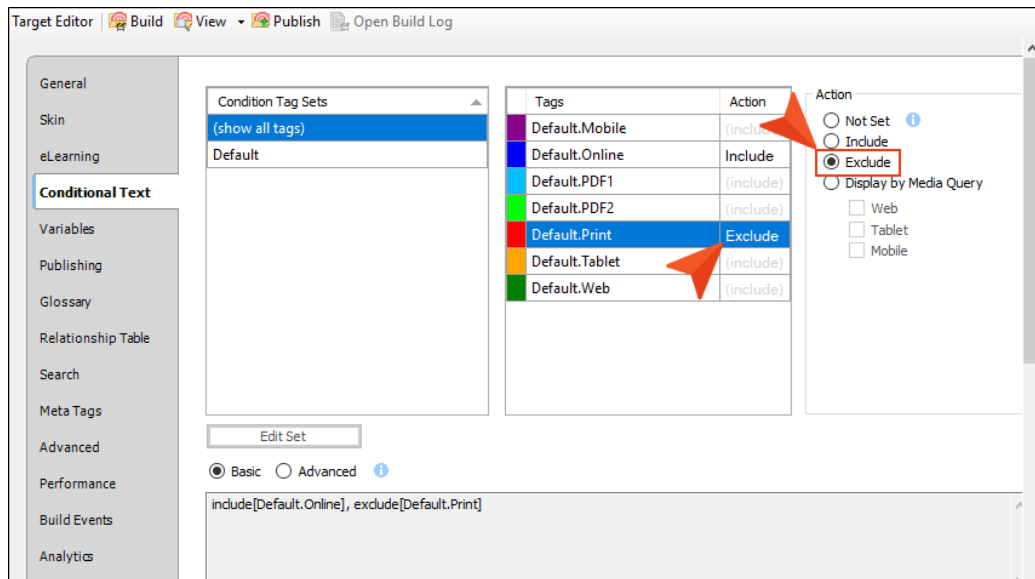 Target Editor Build View Publish Open Build Log
General
Skin
eLearning
Conditional Text
Variables
Publishing
Glossary
Relationship Table
Search
Meta Tags
Advanced
Performance
Build Events
Analytics
Condition Tag Sets
(show all tags)
Default
Tags Action
Default.Mobile
Default.Online Include
Default.PDF1 (include)
Default.PDF2 (include)
Default.Print Exclude
Default.Tablet (include)
Default.Web (include)
Action
Not Set
Include
Exclude
Display by Media Query
Web
Tablet
Mobile
Edit Set
Basic Advanced
include[Default.Online], exclude[Default.Print]